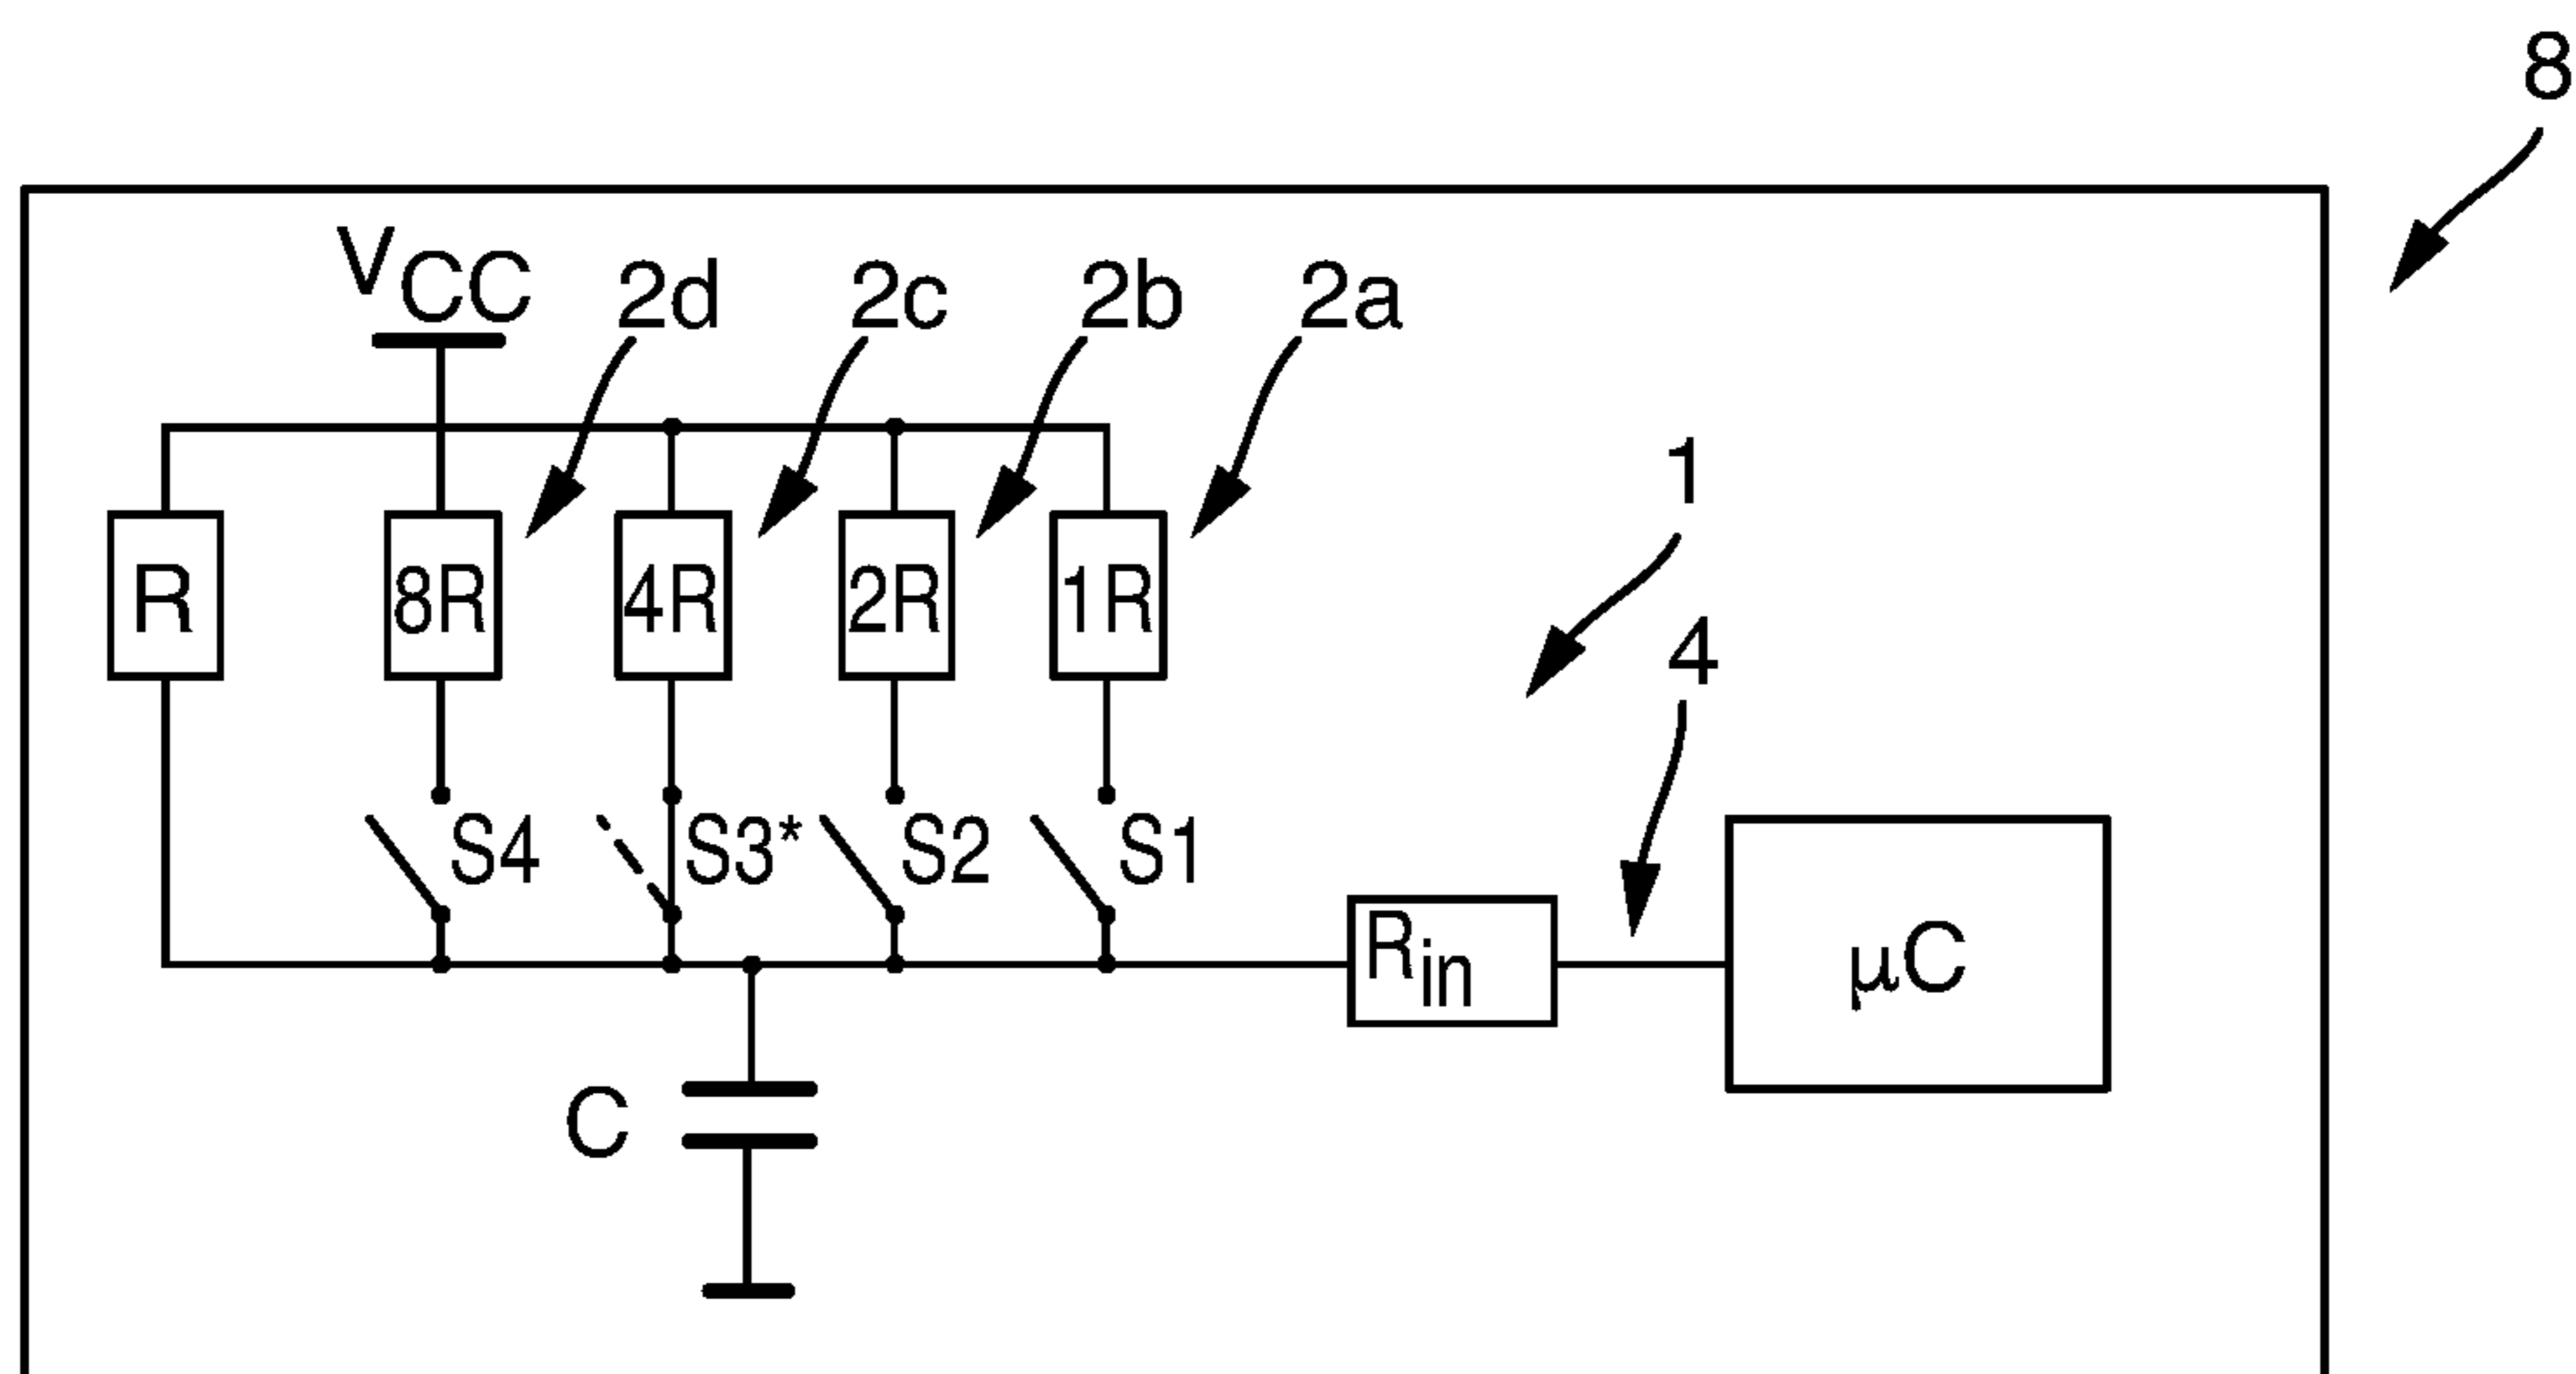 8
VCC 2d 2c 2b 2a
1
R 8R 4R 2R 1R
4
S4 S3* S2 S1
Rin µC
C